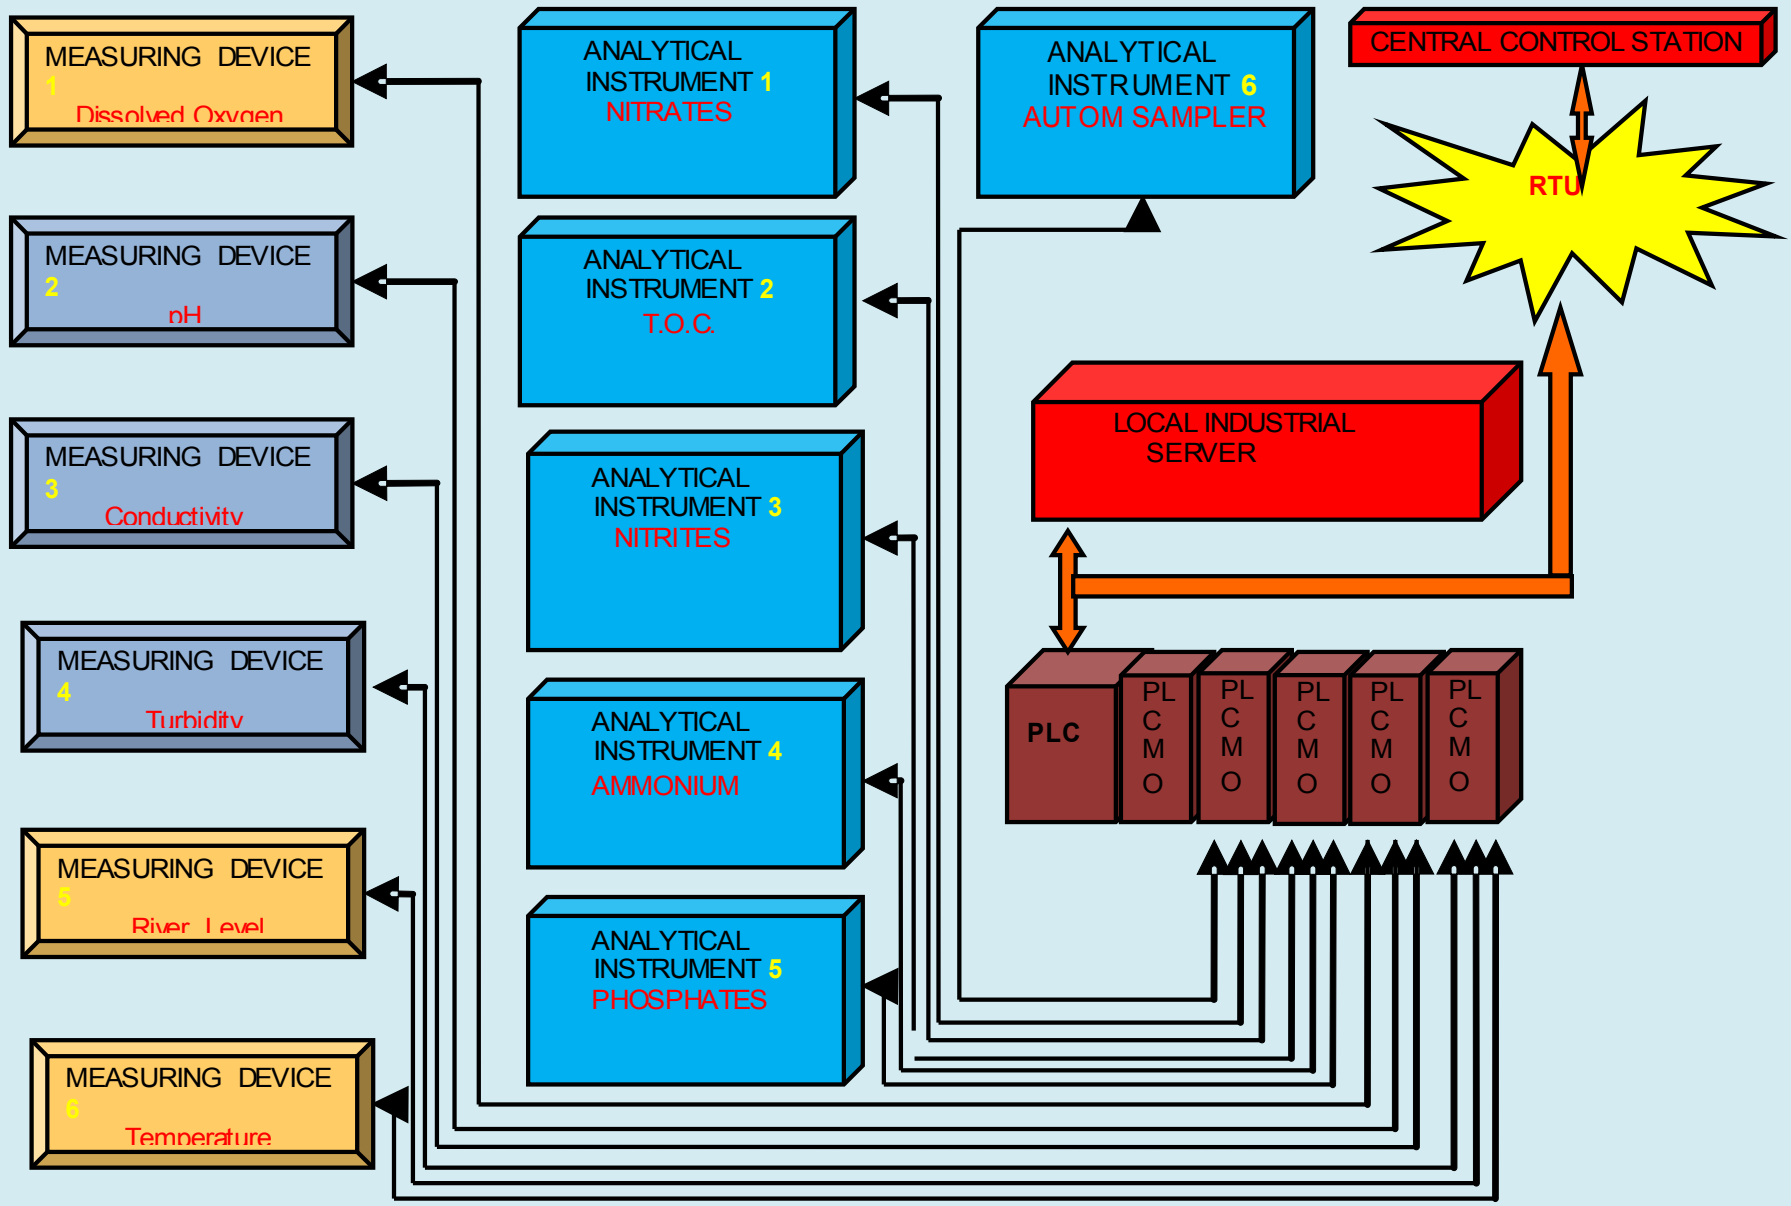 MEASURING DEVICE
1
Dissolved Oxygen
MEASURING DEVICE
2
pH
MEASURING DEVICE
3
Conductivity
MEASURING DEVICE
4
Turbidity
MEASURING DEVICE
5
River Level
MEASURING DEVICE
6
Temperature
ANALYTICAL
INSTRUMENT 1
NITRATES
ANALYTICAL
INSTRUMENT 2
T.O.C.
ANALYTICAL
INSTRUMENT 3
NITRITES
ANALYTICAL
INSTRUMENT 4
AMMONIUM
ANALYTICAL
INSTRUMENT 5
PHOSPHATES
ANALYTICAL
INSTRUMENT 6
AUTOM SAMPLER
CENTRAL CONTROL STATION
RTU
LOCAL INDUSTRIAL
SERVER
PLC
PL
C
M
O
PL
C
M
O
PL
C
M
O
PL
C
M
O
PL
C
M
O